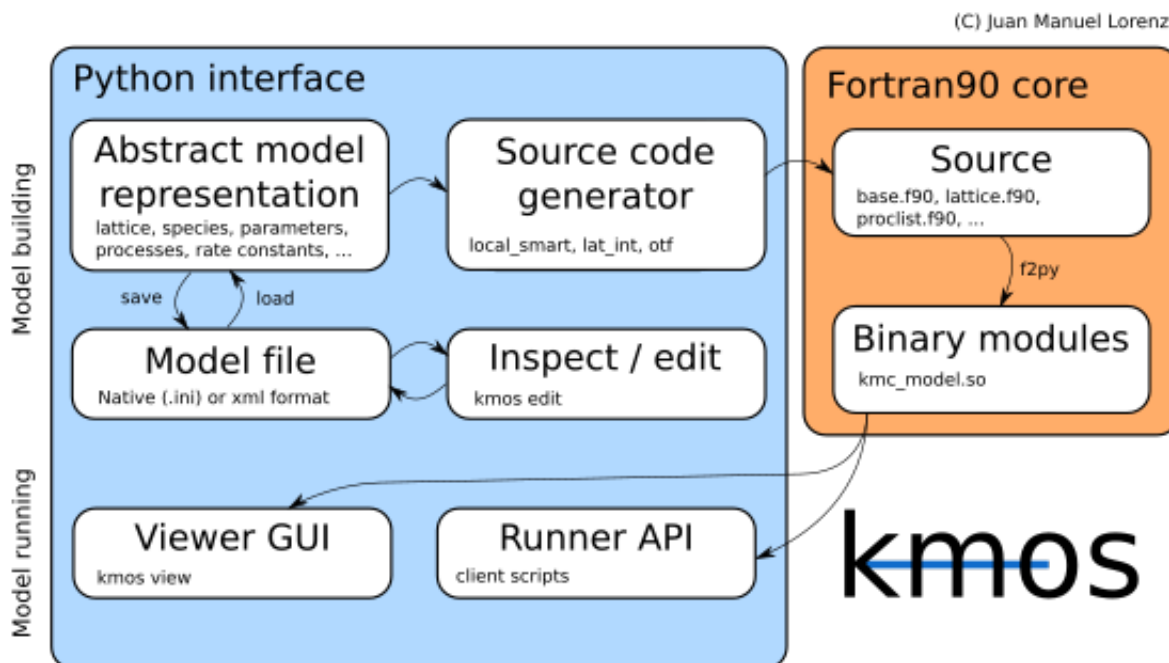 (C) Juan Manuel Lorenz
Python interface
Fortran90 core
Model building
Abstract model
representation
lattice, species, parameters,
processes, rate constants, ...
Source code
generator
local_smart, lat_int, otf
Source
base.f90, lattice.f90,
proclist.f90, ...
save
load
f2py
Model file
Native (.ini) or xml format
Inspect / edit
kmos edit
Binary modules
kmc_model.so
Model running
Viewer GUI
kmos view
Runner API
client scripts
kmos